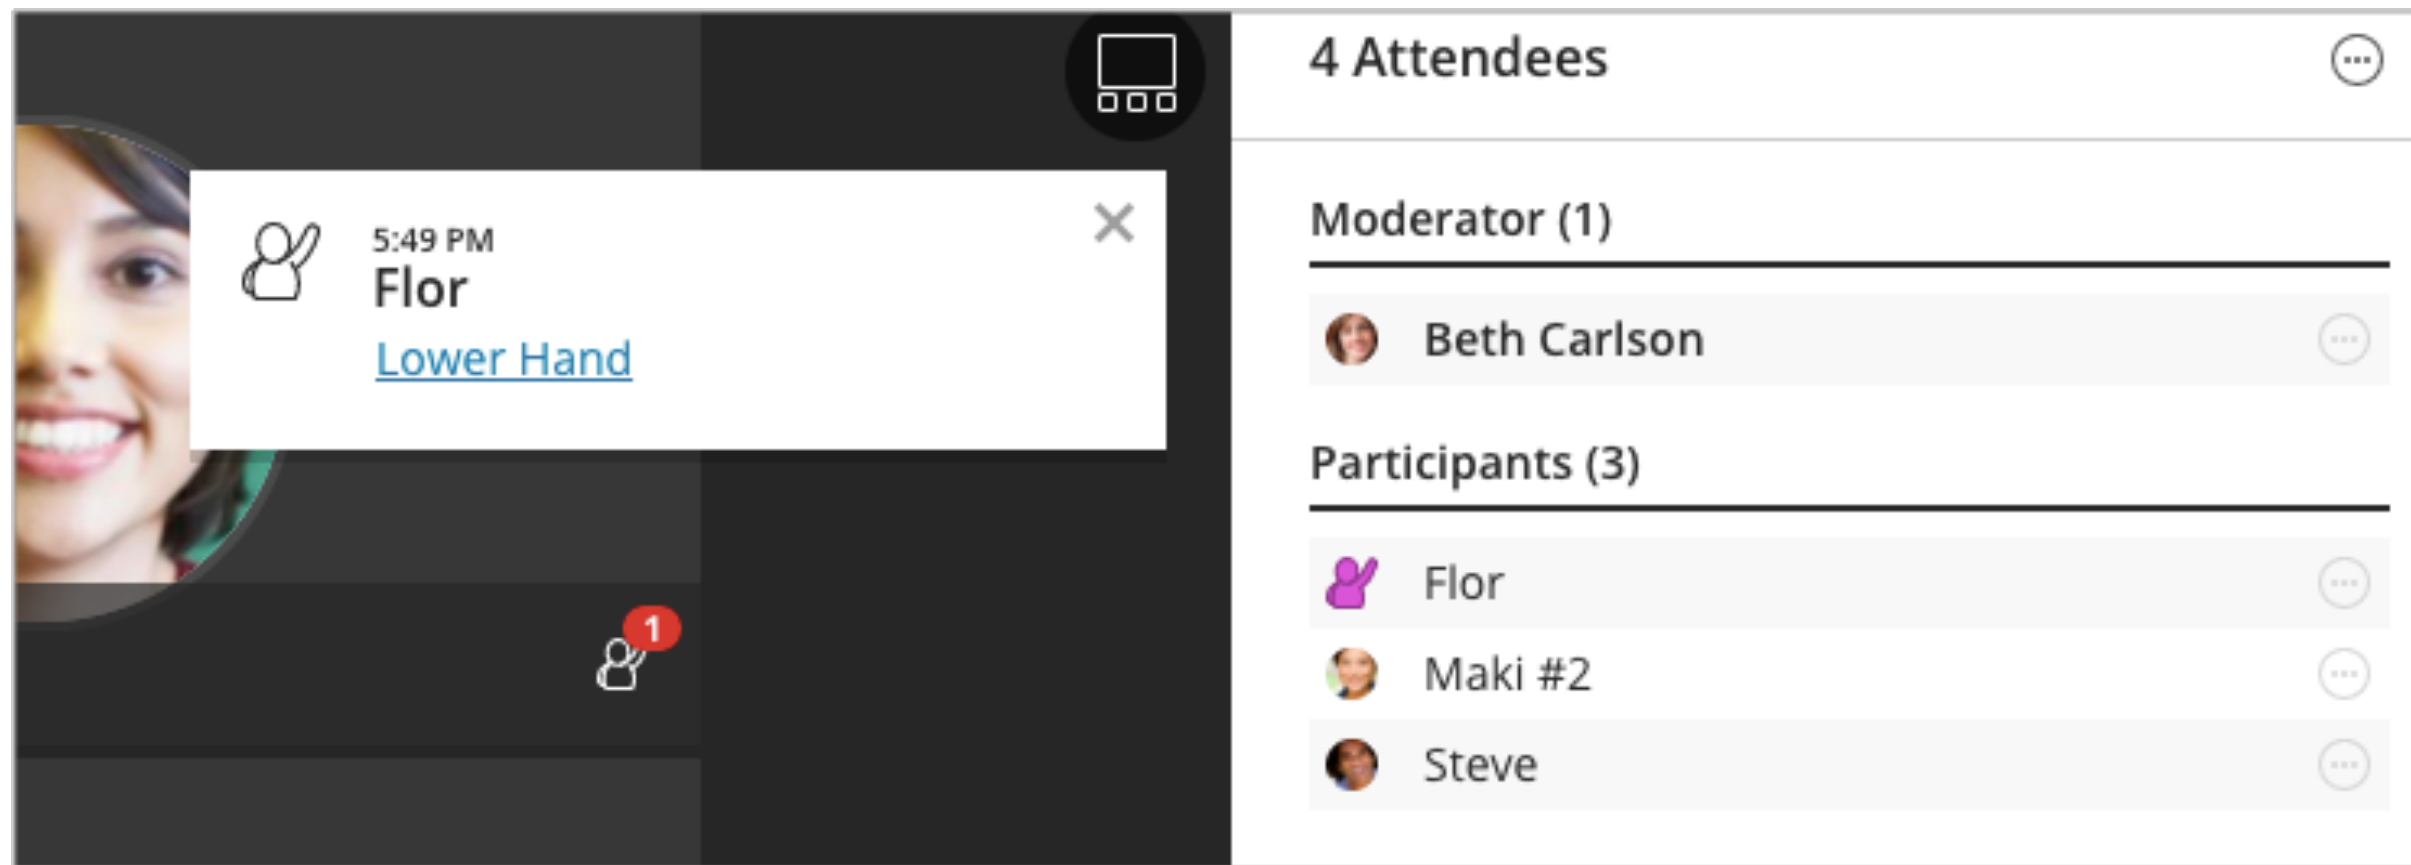 5:49 PM
Flor
Lower Hand
1
4 Attendees
Moderator (1)
Beth Carlson
Participants (3)
Flor
Maki #2
Steve